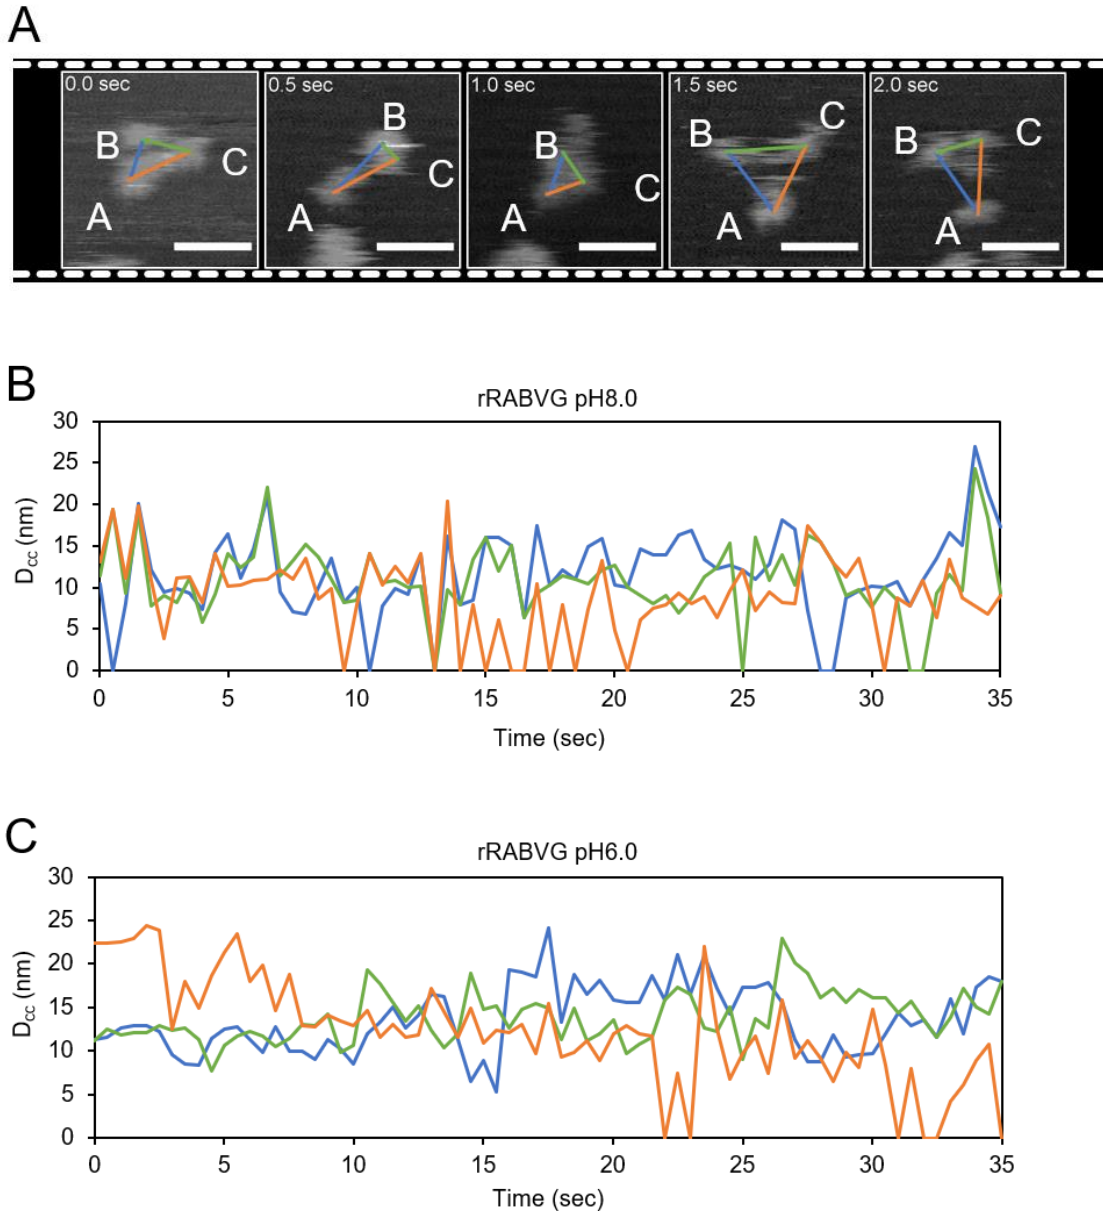 A
0.0 sec 0.5 sec 1.0 sec 1.5 sec 2.0 sec
B C A B C A B C A B C A B C A
B
rRABVG pH8.0
30
25
20
15
10
5
0
D_cc (nm)
0 5 10 15 20 25 30 35
Time (sec)
C
rRABVG pH6.0
30
25
20
15
10
5
0
D_cc (nm)
0 5 10 15 20 25 30 35
Time (sec)